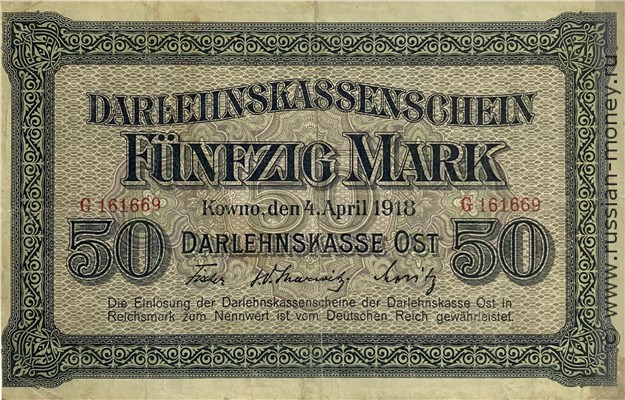 DARLEHNSKASSENSCHEIN
FÜNFZIG MARK
G 161669 Kowno, den 4. April 1918 G 161669
50 DARLEHNSKASSE OST 50
Die Einlösung der Darlehnskassenscheine der Darlehnskasse Ost in
Reichsmark zum Nennwert ist vom Deutschen Reich gewährleistet.
© www.russian-money.ru